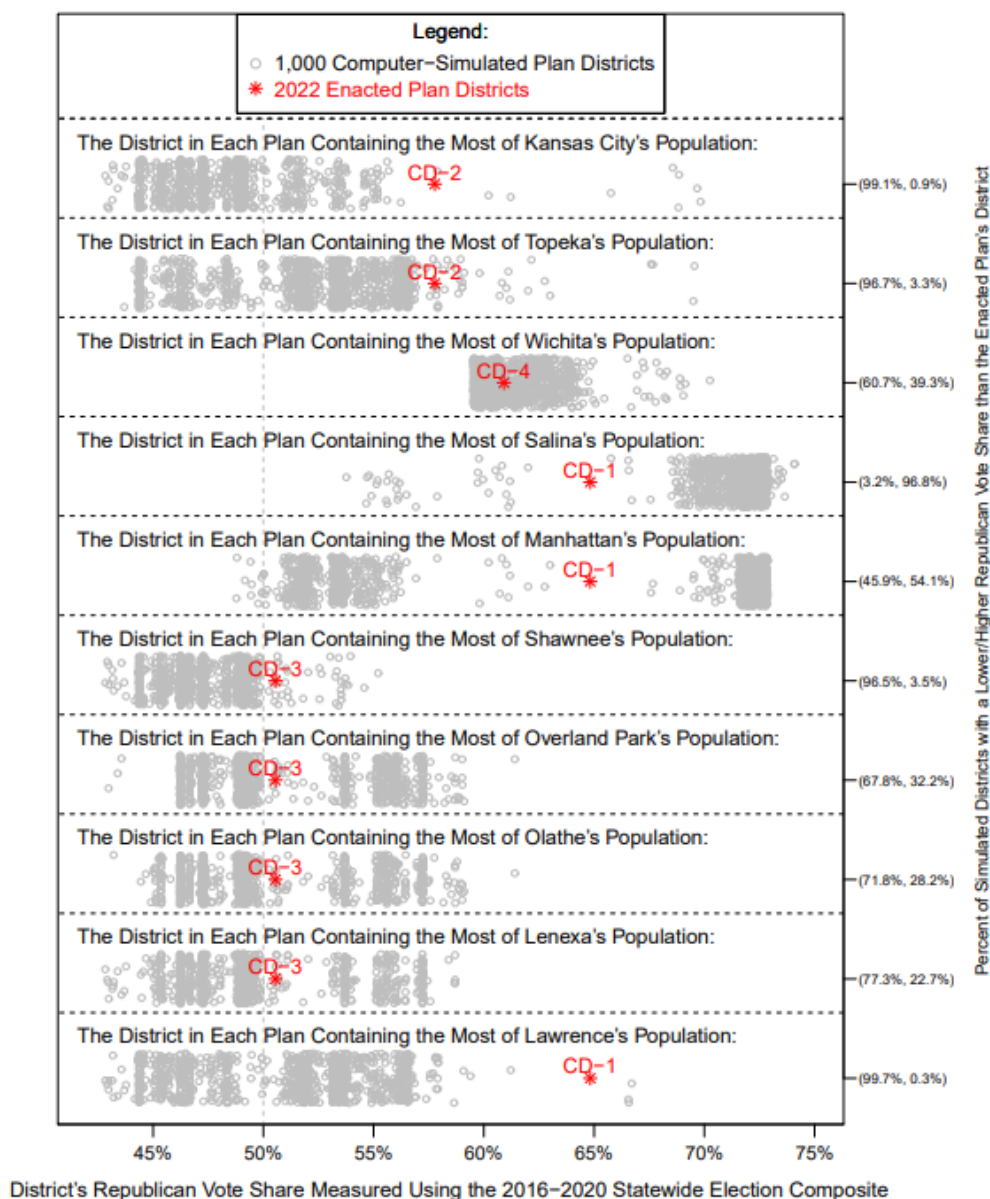 Legend:
1,000 Computer−Simulated Plan Districts
2022 Enacted Plan Districts
The District in Each Plan Containing the Most of Kansas City's Population:
CD−2
(99.1%, 0.9%)
The District in Each Plan Containing the Most of Topeka's Population:
CD−2
(96.7%, 3.3%)
The District in Each Plan Containing the Most of Wichita's Population:
CD−4
(60.7%, 39.3%)
The District in Each Plan Containing the Most of Salina's Population:
CD−1
(3.2%, 96.8%)
The District in Each Plan Containing the Most of Manhattan's Population:
CD−1
(45.9%, 54.1%)
The District in Each Plan Containing the Most of Shawnee's Population:
CD−3
(96.5%, 3.5%)
The District in Each Plan Containing the Most of Overland Park's Population:
CD−3
(67.8%, 32.2%)
The District in Each Plan Containing the Most of Olathe's Population:
CD−3
(71.8%, 28.2%)
The District in Each Plan Containing the Most of Lenexa's Population:
CD−3
(77.3%, 22.7%)
The District in Each Plan Containing the Most of Lawrence's Population:
CD−1
(99.7%, 0.3%)
45% 50% 55% 60% 65% 70% 75%
District's Republican Vote Share Measured Using the 2016−2020 Statewide Election Composite
Percent of Simulated Districts with a Lower/Higher Republican Vote Share than the Enacted Plan's District